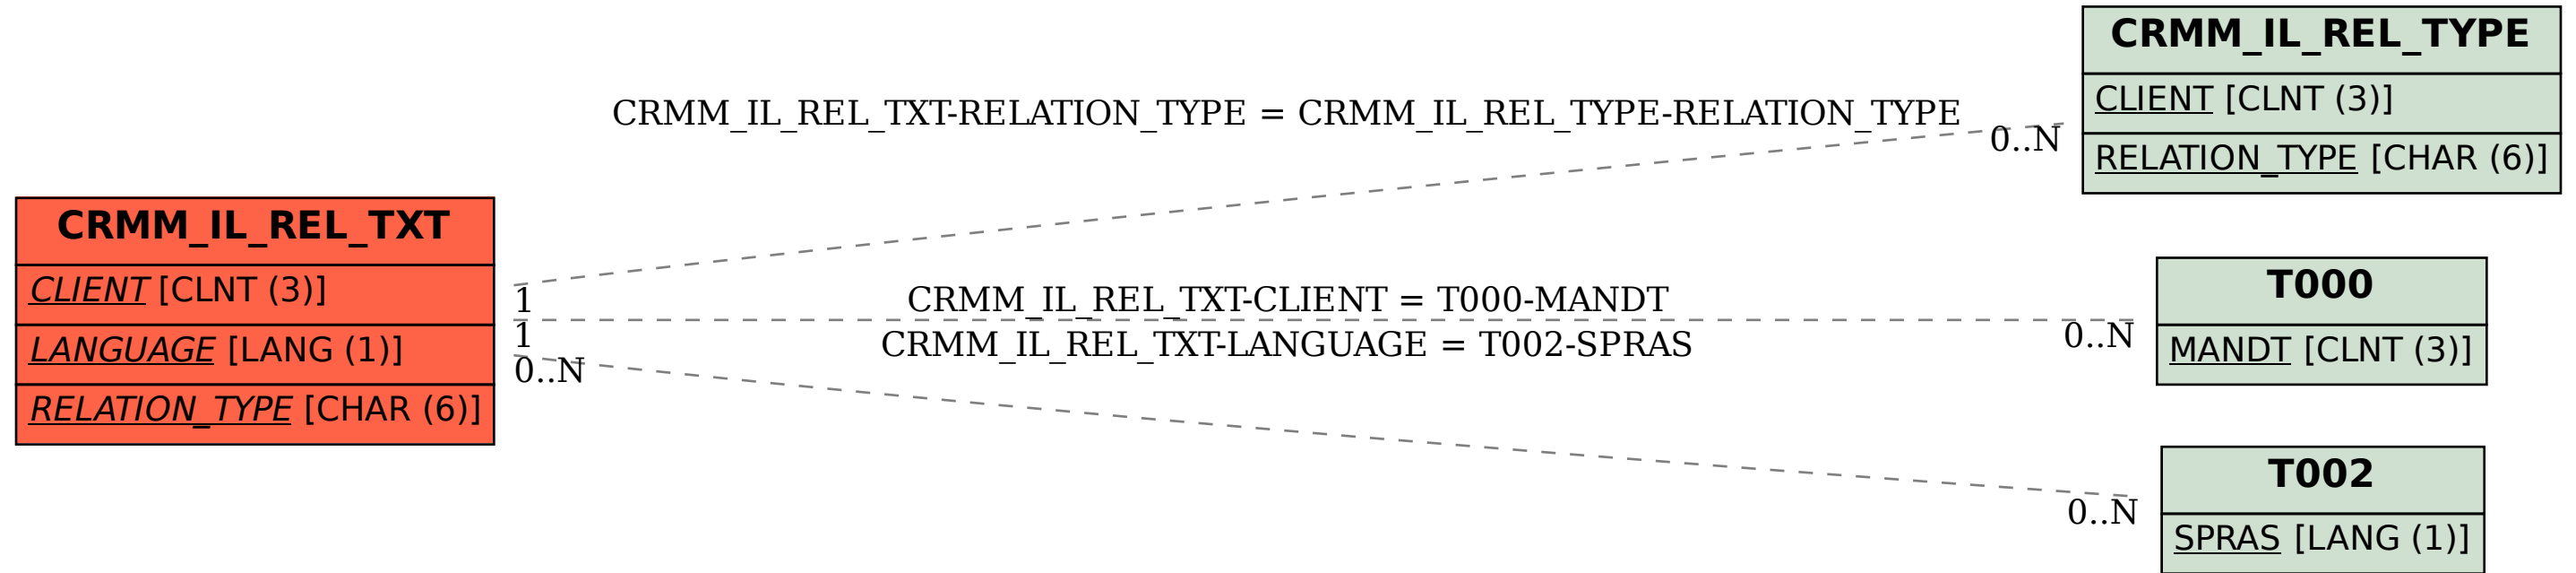 CRMM_IL_REL_TYPE
CLIENT [CLNT (3)]
RELATION_TYPE [CHAR (6)]
CRMM_IL_REL_TXT-RELATION_TYPE = CRMM_IL_REL_TYPE-RELATION_TYPE
0..N
CRMM_IL_REL_TXT
CLIENT [CLNT (3)]
LANGUAGE [LANG (1)]
RELATION_TYPE [CHAR (6)]
1
1
0..N
CRMM_IL_REL_TXT-CLIENT = T000-MANDT
CRMM_IL_REL_TXT-LANGUAGE = T002-SPRAS
0..N
T000
MANDT [CLNT (3)]
0..N
T002
SPRAS [LANG (1)]